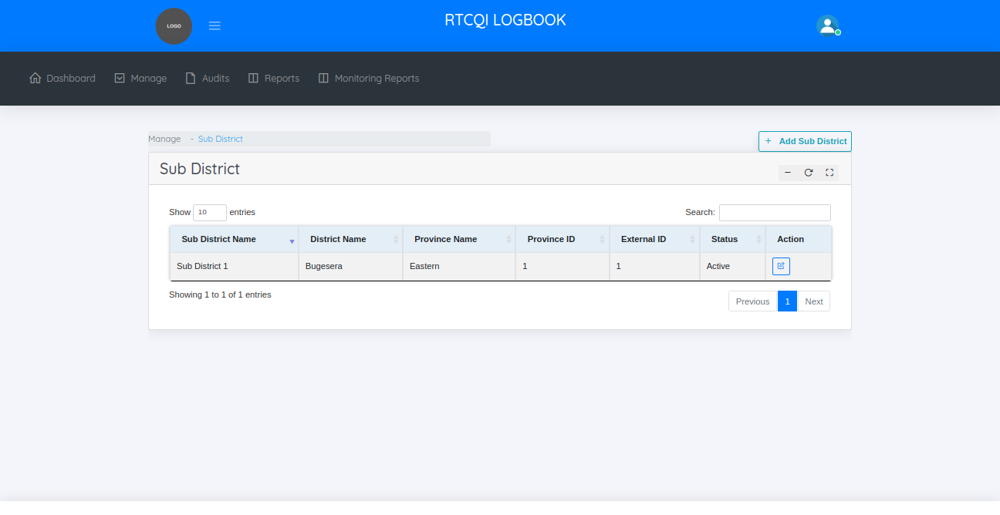 LOGO
RTCQI LOGBOOK
Dashboard Manage Audits Reports Monitoring Reports
Manage - Sub District
+ Add Sub District
Sub District
Show 10 entries Search:
Sub District Name District Name Province Name Province ID External ID Status Action
Sub District 1 Bugesera Eastern 1 1 Active
Showing 1 to 1 of 1 entries
Previous 1 Next